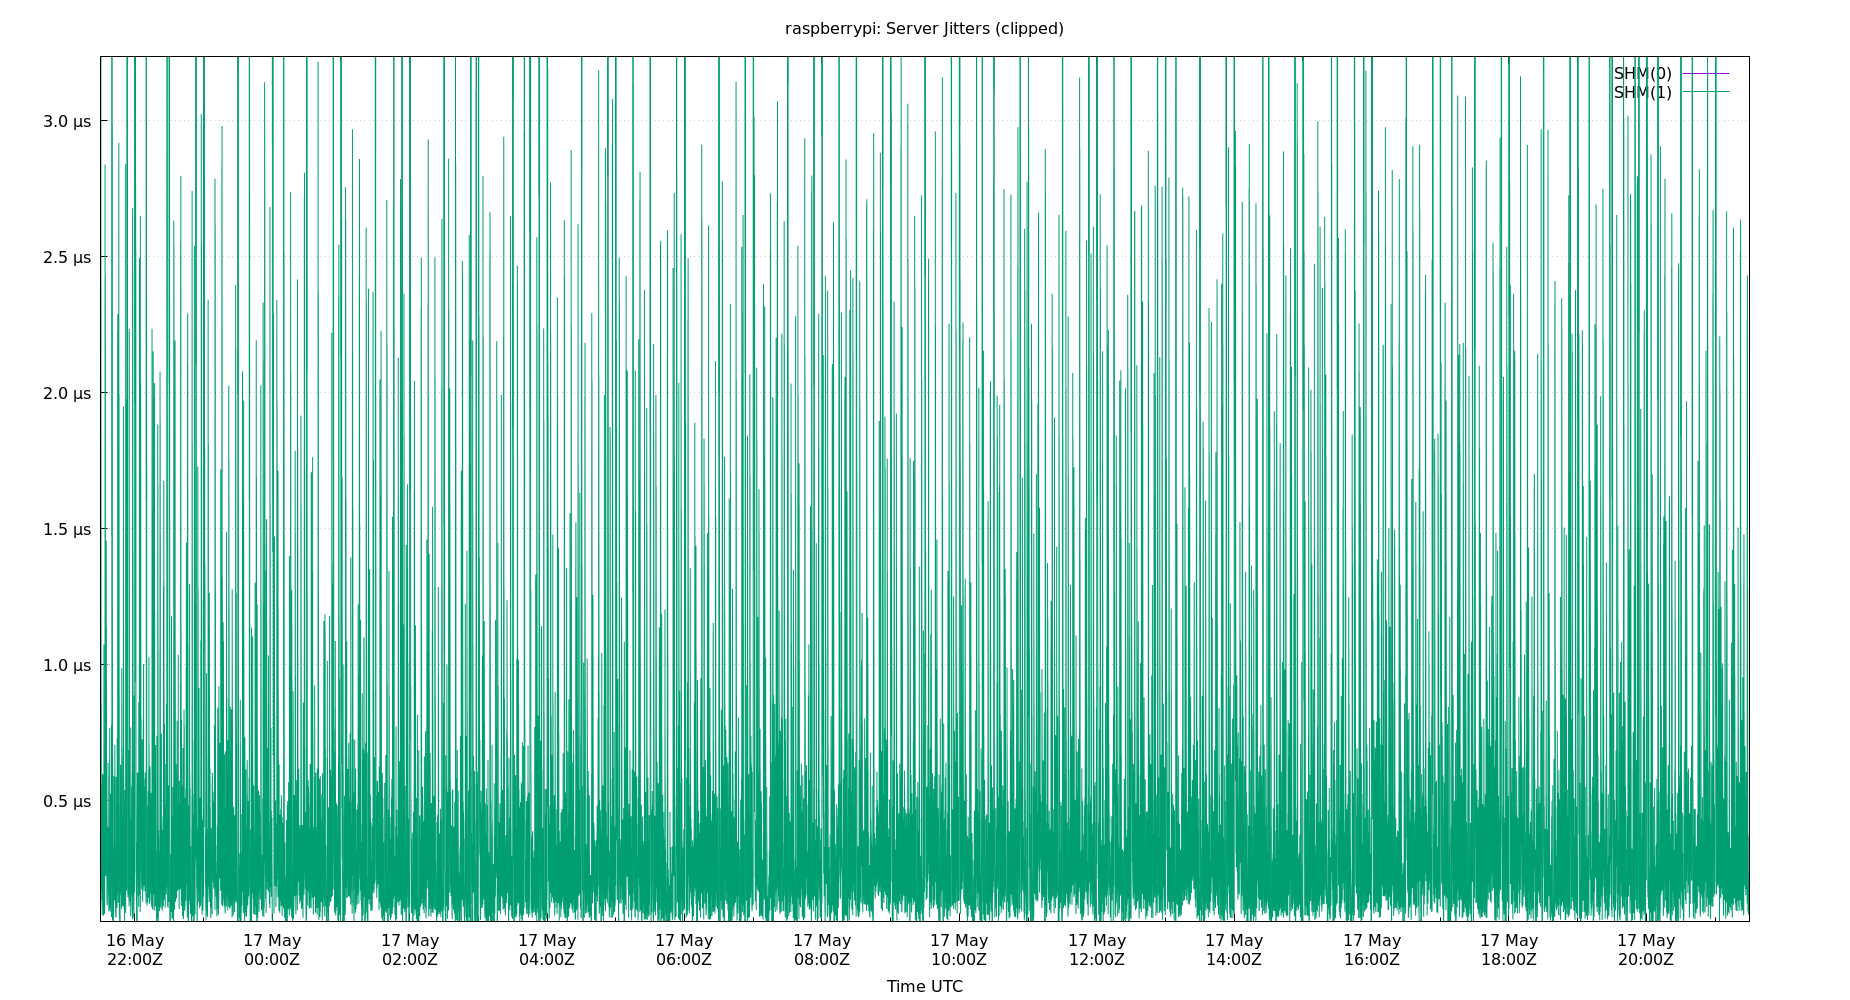 raspberrypi: Server Jitters (clipped)
SHM(0)
SHM(1)
3.0 µs
2.5 µs
2.0 µs
1.5 µs
1.0 µs
0.5 µs
16 May 17 May 17 May 17 May 17 May 17 May 17 May 17 May 17 May 17 May 17 May 17 May
22:00Z 00:00Z 02:00Z 04:00Z 06:00Z 08:00Z 10:00Z 12:00Z 14:00Z 16:00Z 18:00Z 20:00Z
Time UTC